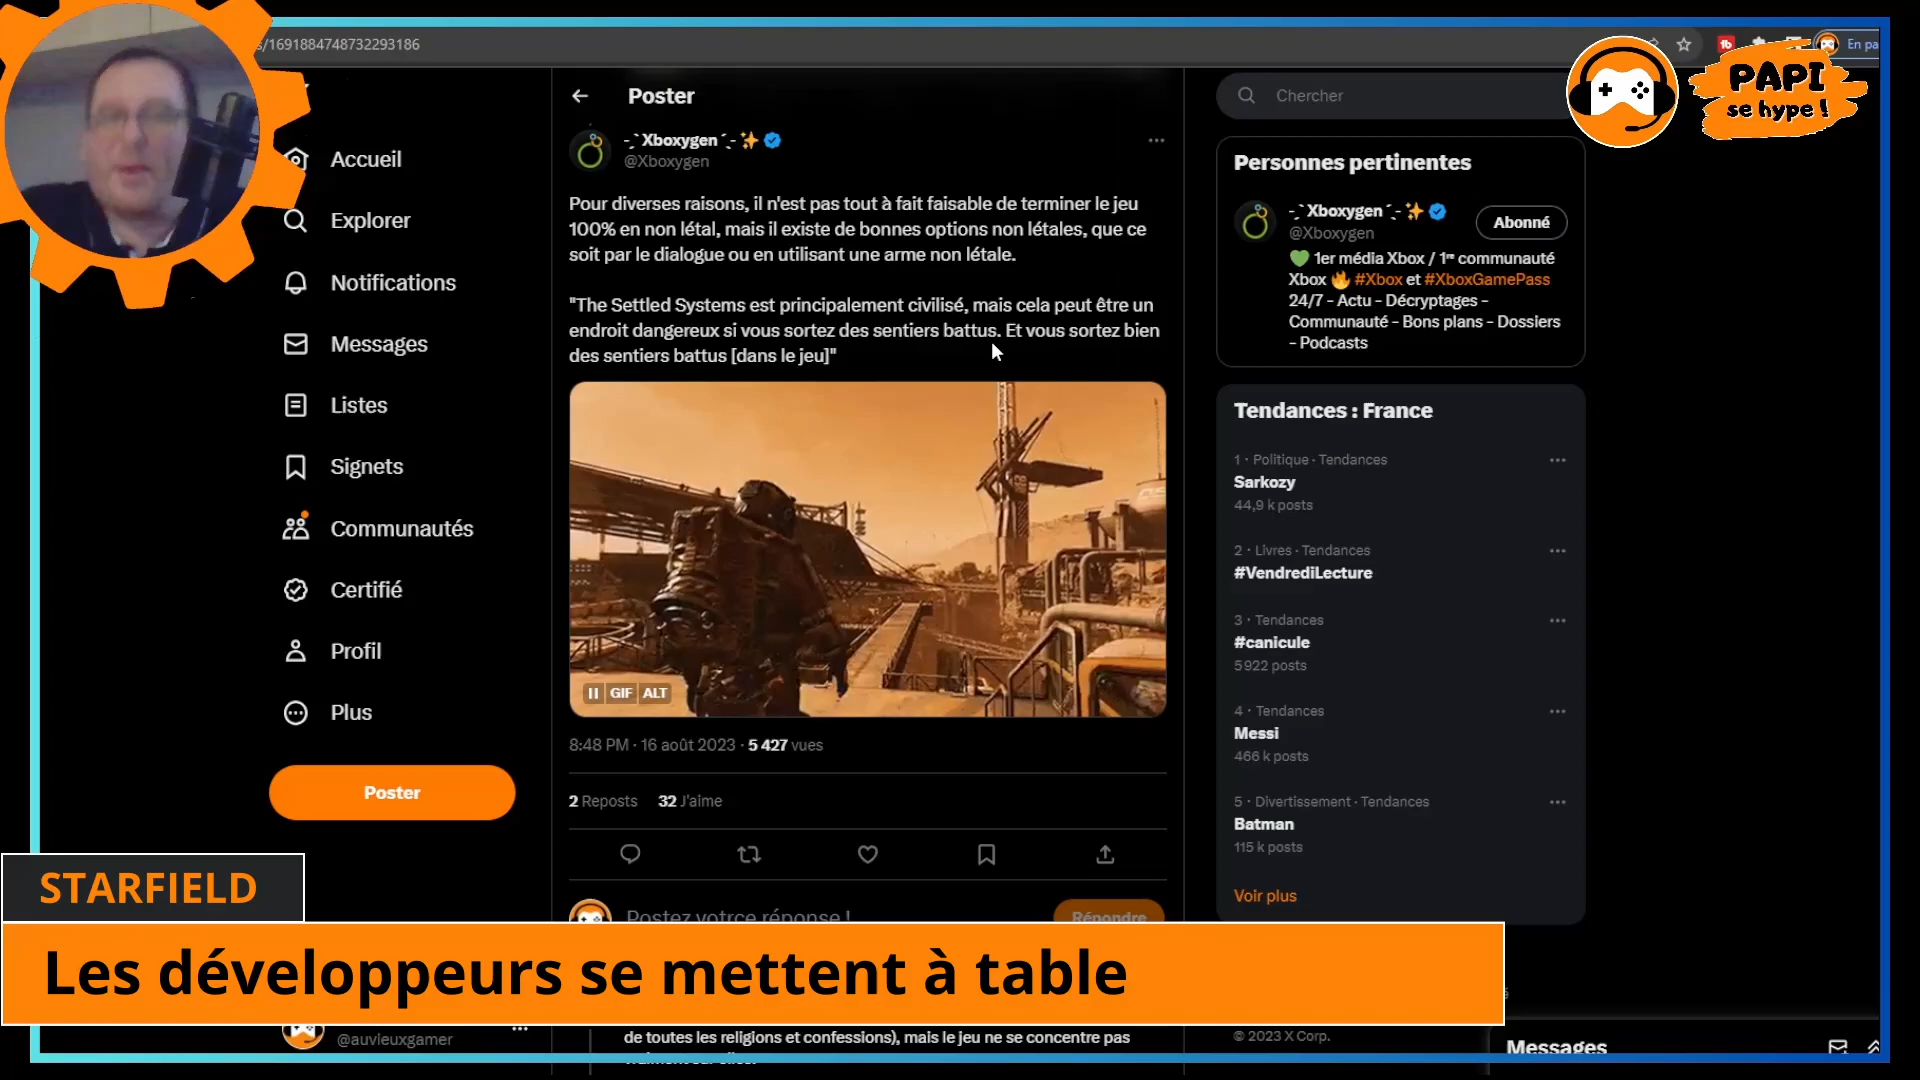 /1691884748732293186
En pa
PAPI
se hype !
Accueil
Explorer
Notifications
Messages
Listes
Signets
Communautés
Certifié
Profil
Plus
Poster
Poster
-ˎˋXboxygenˊˎ-✨
@Xboxygen
Pour diverses raisons, il n'est pas tout à fait faisable de terminer le jeu
100% en non létal, mais il existe de bonnes options non létales, que ce
soit par le dialogue ou en utilisant une arme non létale.
"The Settled Systems est principalement civilisé, mais cela peut être un
endroit dangereux si vous sortez des sentiers battus. Et vous sortez bien
des sentiers battus [dans le jeu]"
GIF ALT
8:48 PM · 16 août 2023 · 5 427 vues
2 Reposts 32 J'aime
Postez votrce réponse !
Répondre
Chercher
Personnes pertinentes
-ˎˋXboxygenˊˎ-✨
@Xboxygen
Abonné
💚 1er média Xbox / 1ʳᵉ communauté
Xbox 🔥 #Xbox et #XboxGamePass
24/7 - Actu - Décryptages -
Communauté - Bons plans - Dossiers
- Podcasts
Tendances : France
1 · Politique · Tendances
Sarkozy
44,9 k posts
2 · Livres · Tendances
#VendrediLecture
3 · Tendances
#canicule
5 922 posts
4 · Tendances
Messi
466 k posts
5 · Divertissement · Tendances
Batman
115 k posts
Voir plus
STARFIELD
Les développeurs se mettent à table
@auvieuxgamer
de toutes les religions et confessions), mais le jeu ne se concentre pas
© 2023 X Corp.
Messages